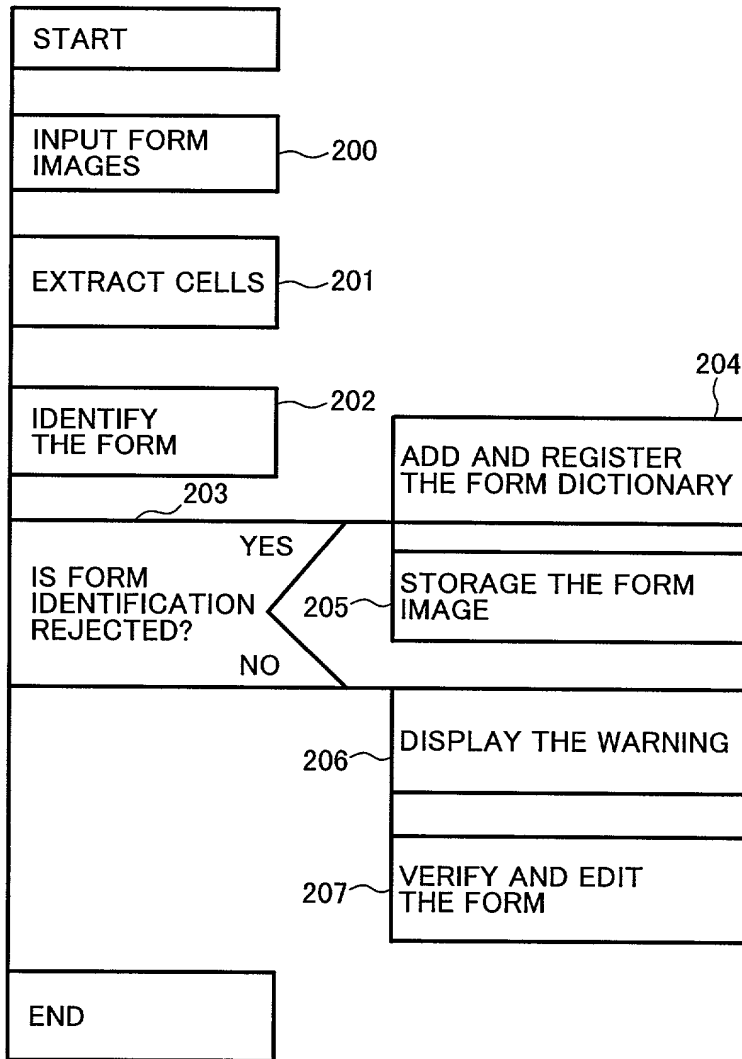 START
INPUT FORM
IMAGES
200
EXTRACT CELLS
201
IDENTIFY
THE FORM
202
203
IS FORM
IDENTIFICATION
REJECTED?
YES
NO
204
ADD AND REGISTER
THE FORM DICTIONARY
205
STORAGE THE FORM
IMAGE
206
DISPLAY THE WARNING
207
VERIFY AND EDIT
THE FORM
END